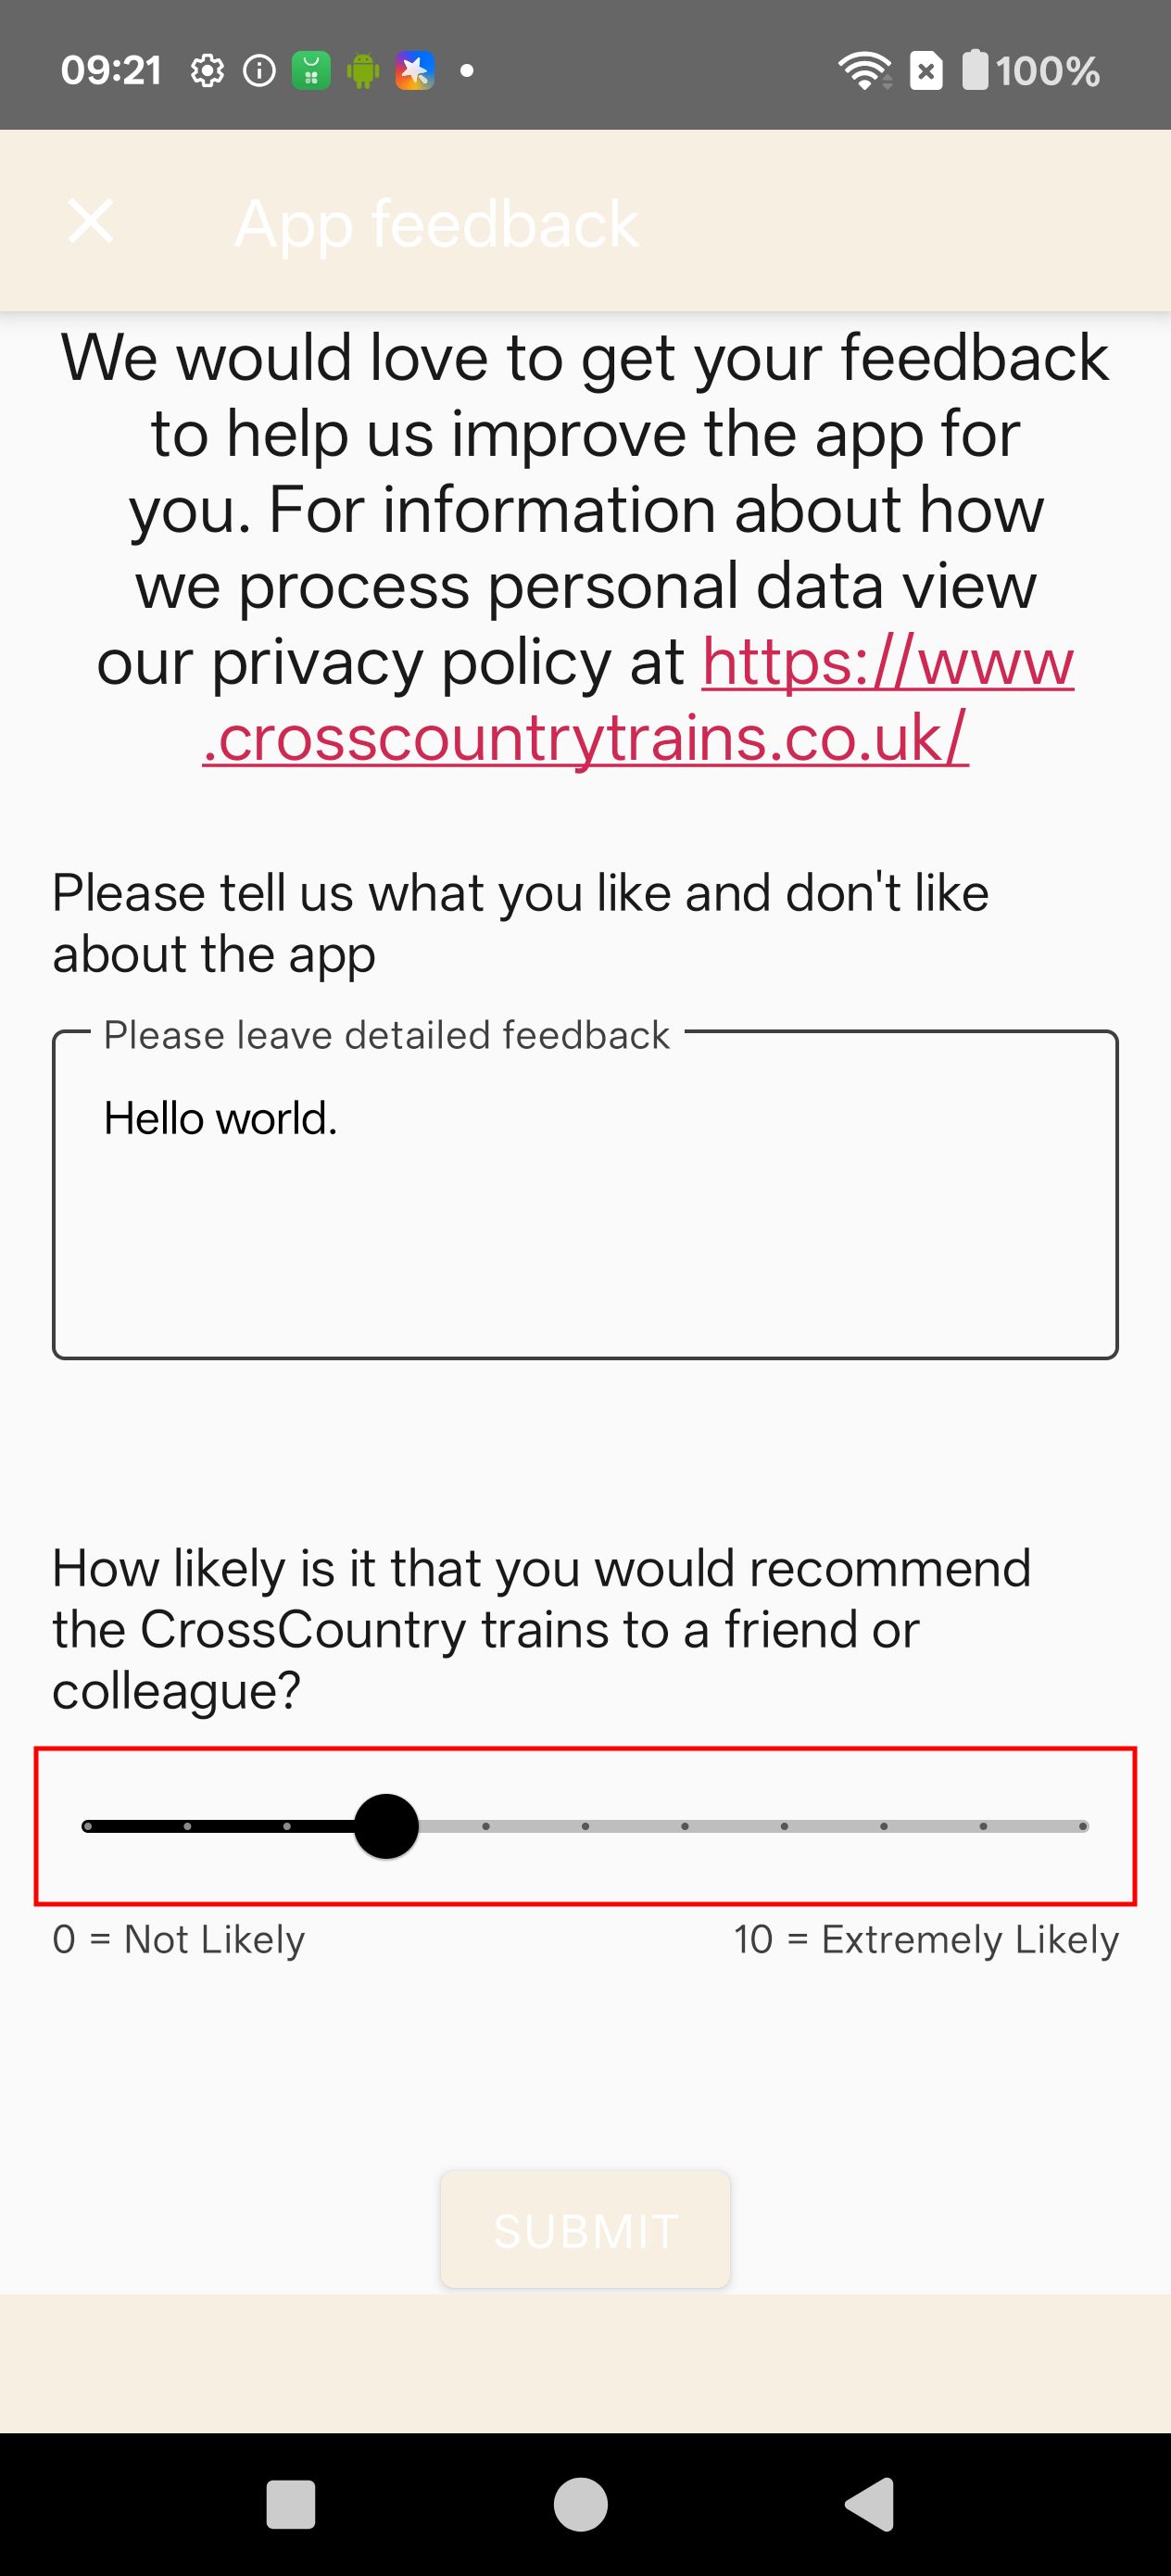 09:21
100%
App feedback
We would love to get your feedback
to help us improve the app for
you. For information about how
we process personal data view
our privacy policy at https://www
.crosscountrytrains.co.uk/
Please tell us what you like and don't like
about the app
Please leave detailed feedback
Hello world.
How likely is it that you would recommend
the CrossCountry trains to a friend or
colleague?
0 = Not Likely
10 = Extremely Likely
SUBMIT